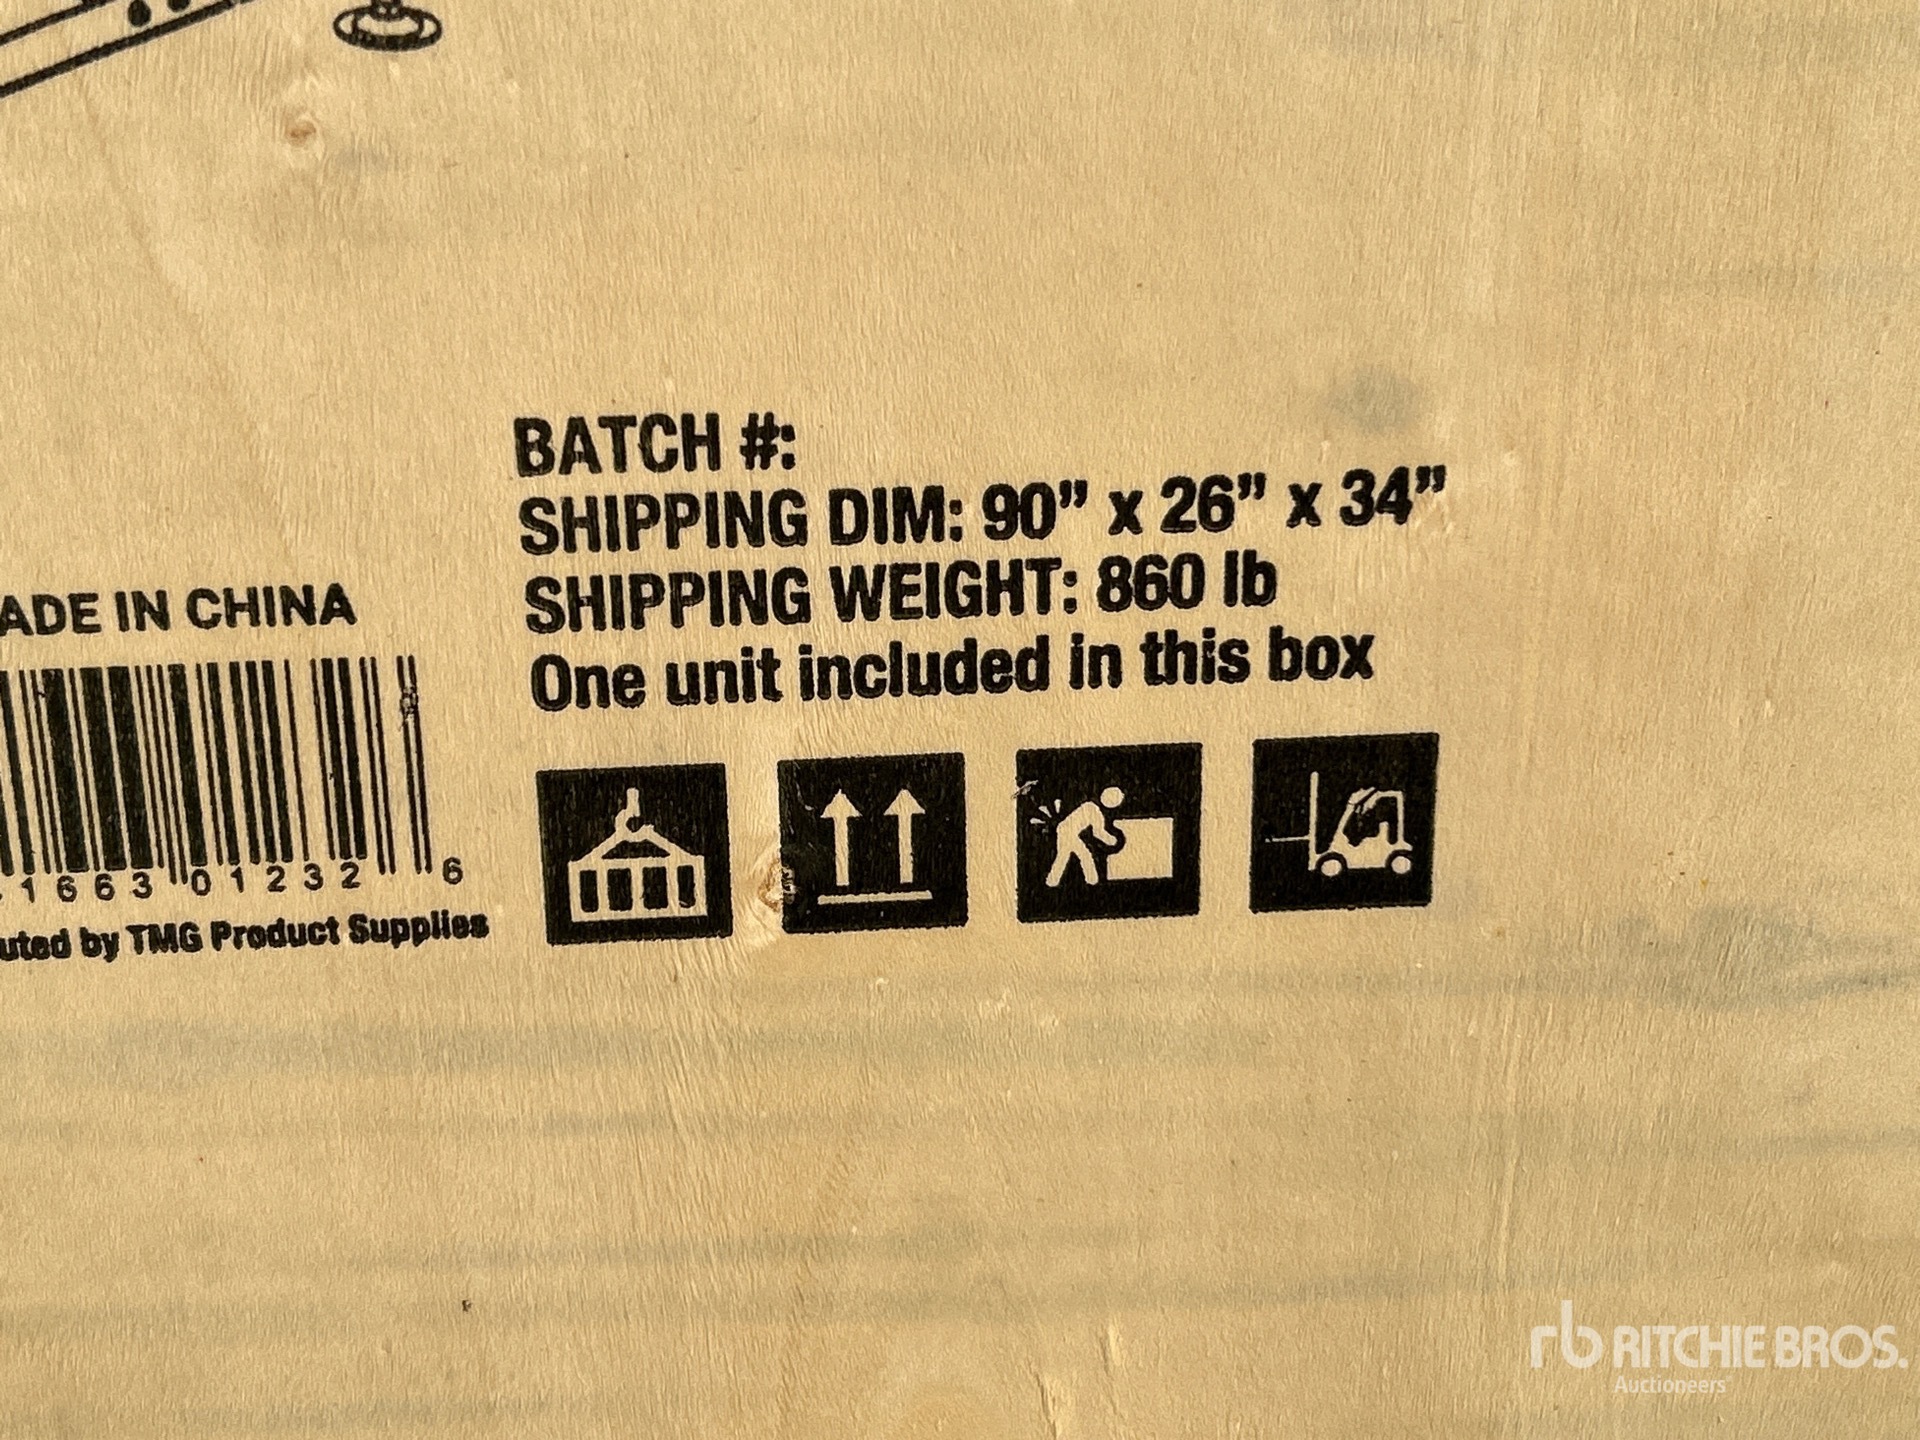 BATCH #:
SHIPPING DIM: 90” x 26” x 34”
SHIPPING WEIGHT: 860 lb
One unit included in this box
ADE IN CHINA
1663 01232 6
uted by TMG Product Supplies
rb RITCHIE BROS.
Auctioneers